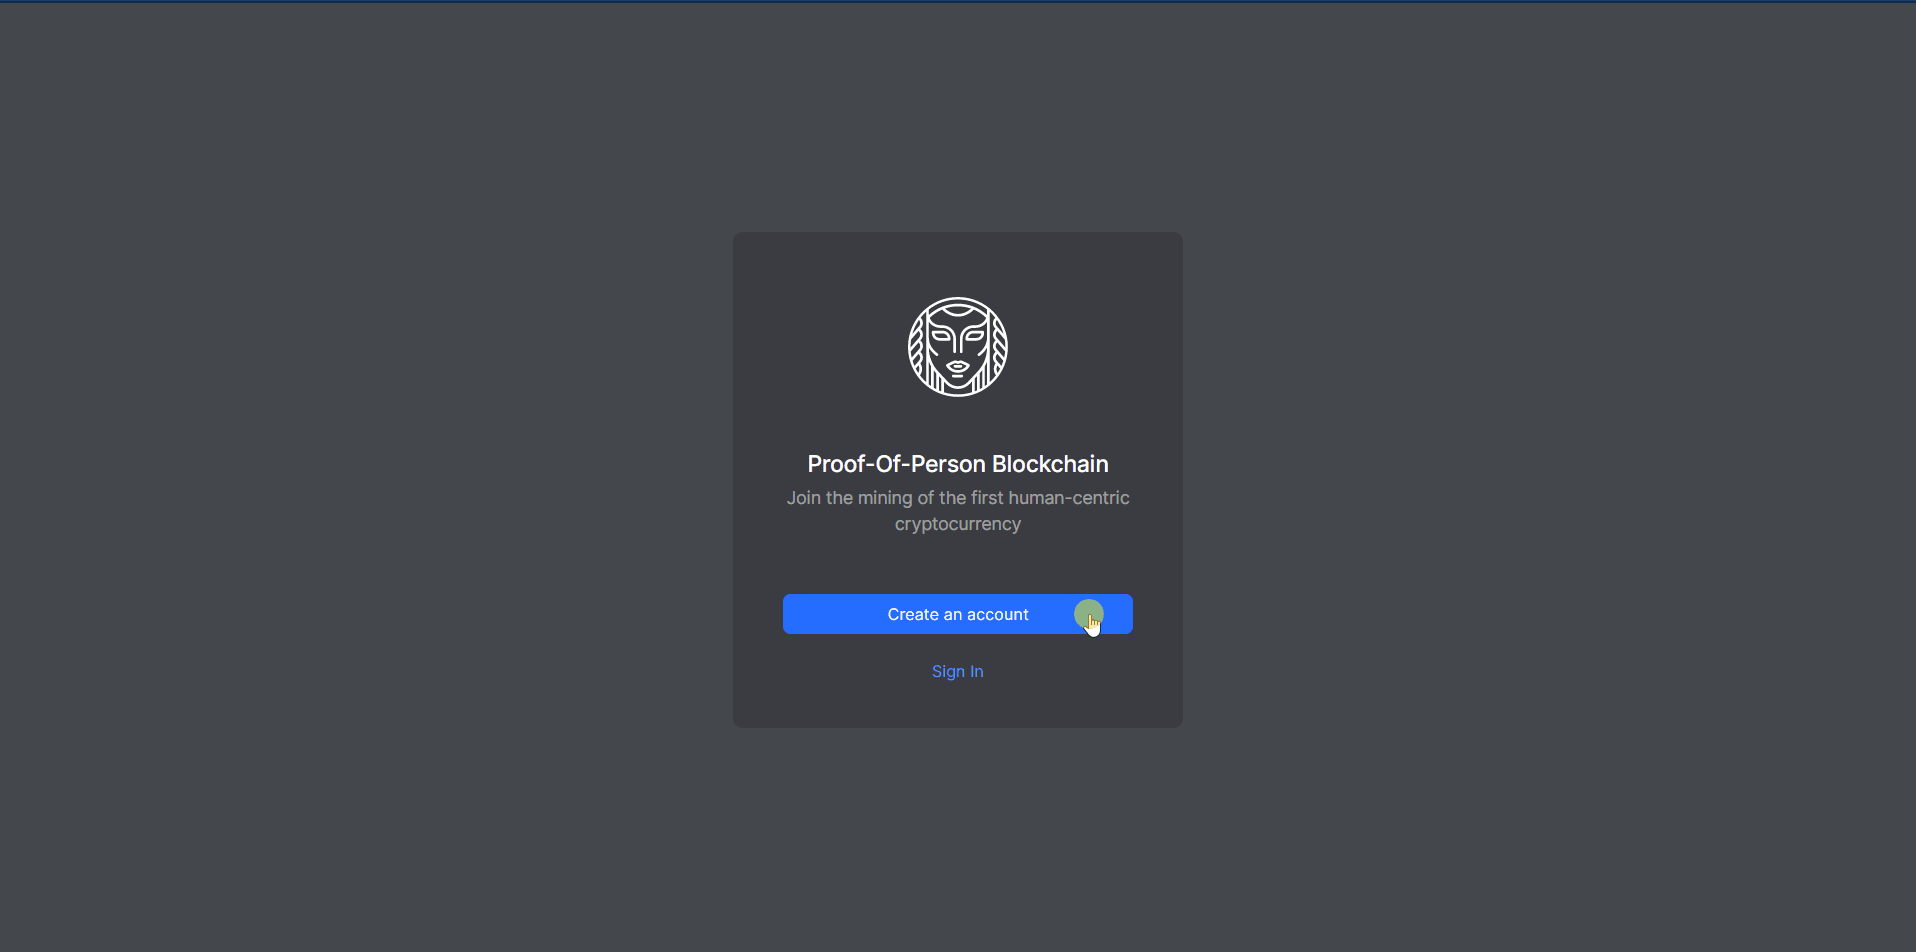 Proof-Of-Person Blockchain
Join the mining of the first human-centric
cryptocurrency
Create an account
Sign In